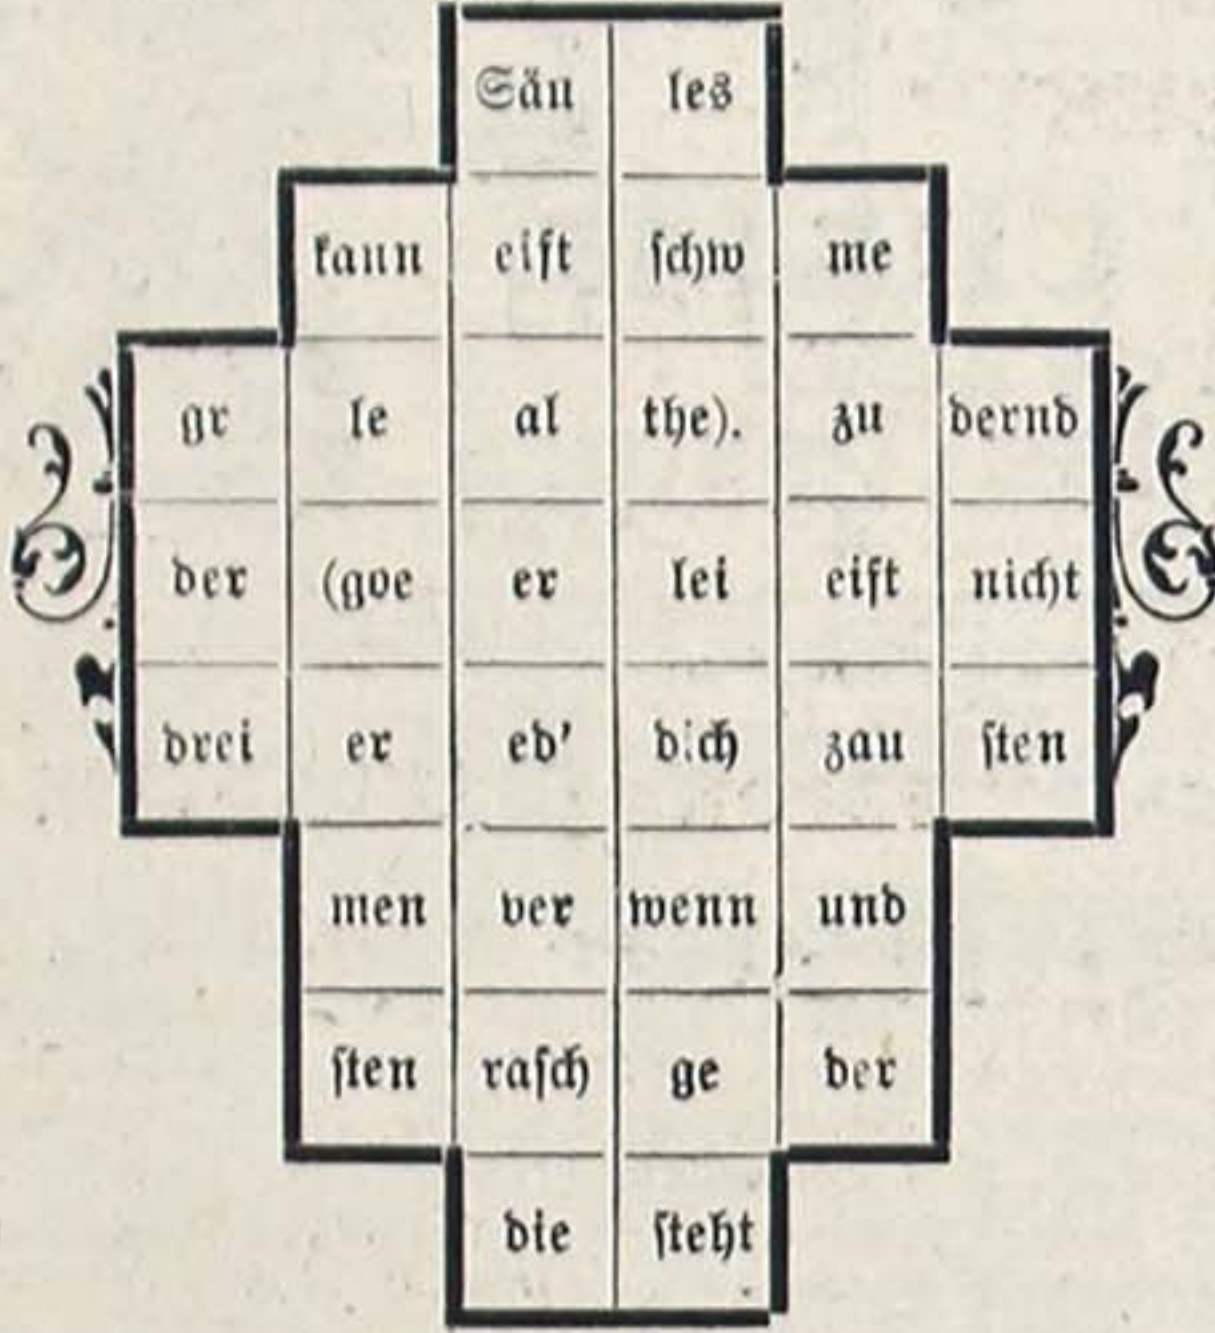 Säu les
kann eiſt ſchw me
gr le al the). zu dernd
der (goe er lei eiſt nicht
drei er ed' dich zau ſten
men ver wenn und
ſten raſch ge der
die ſteht